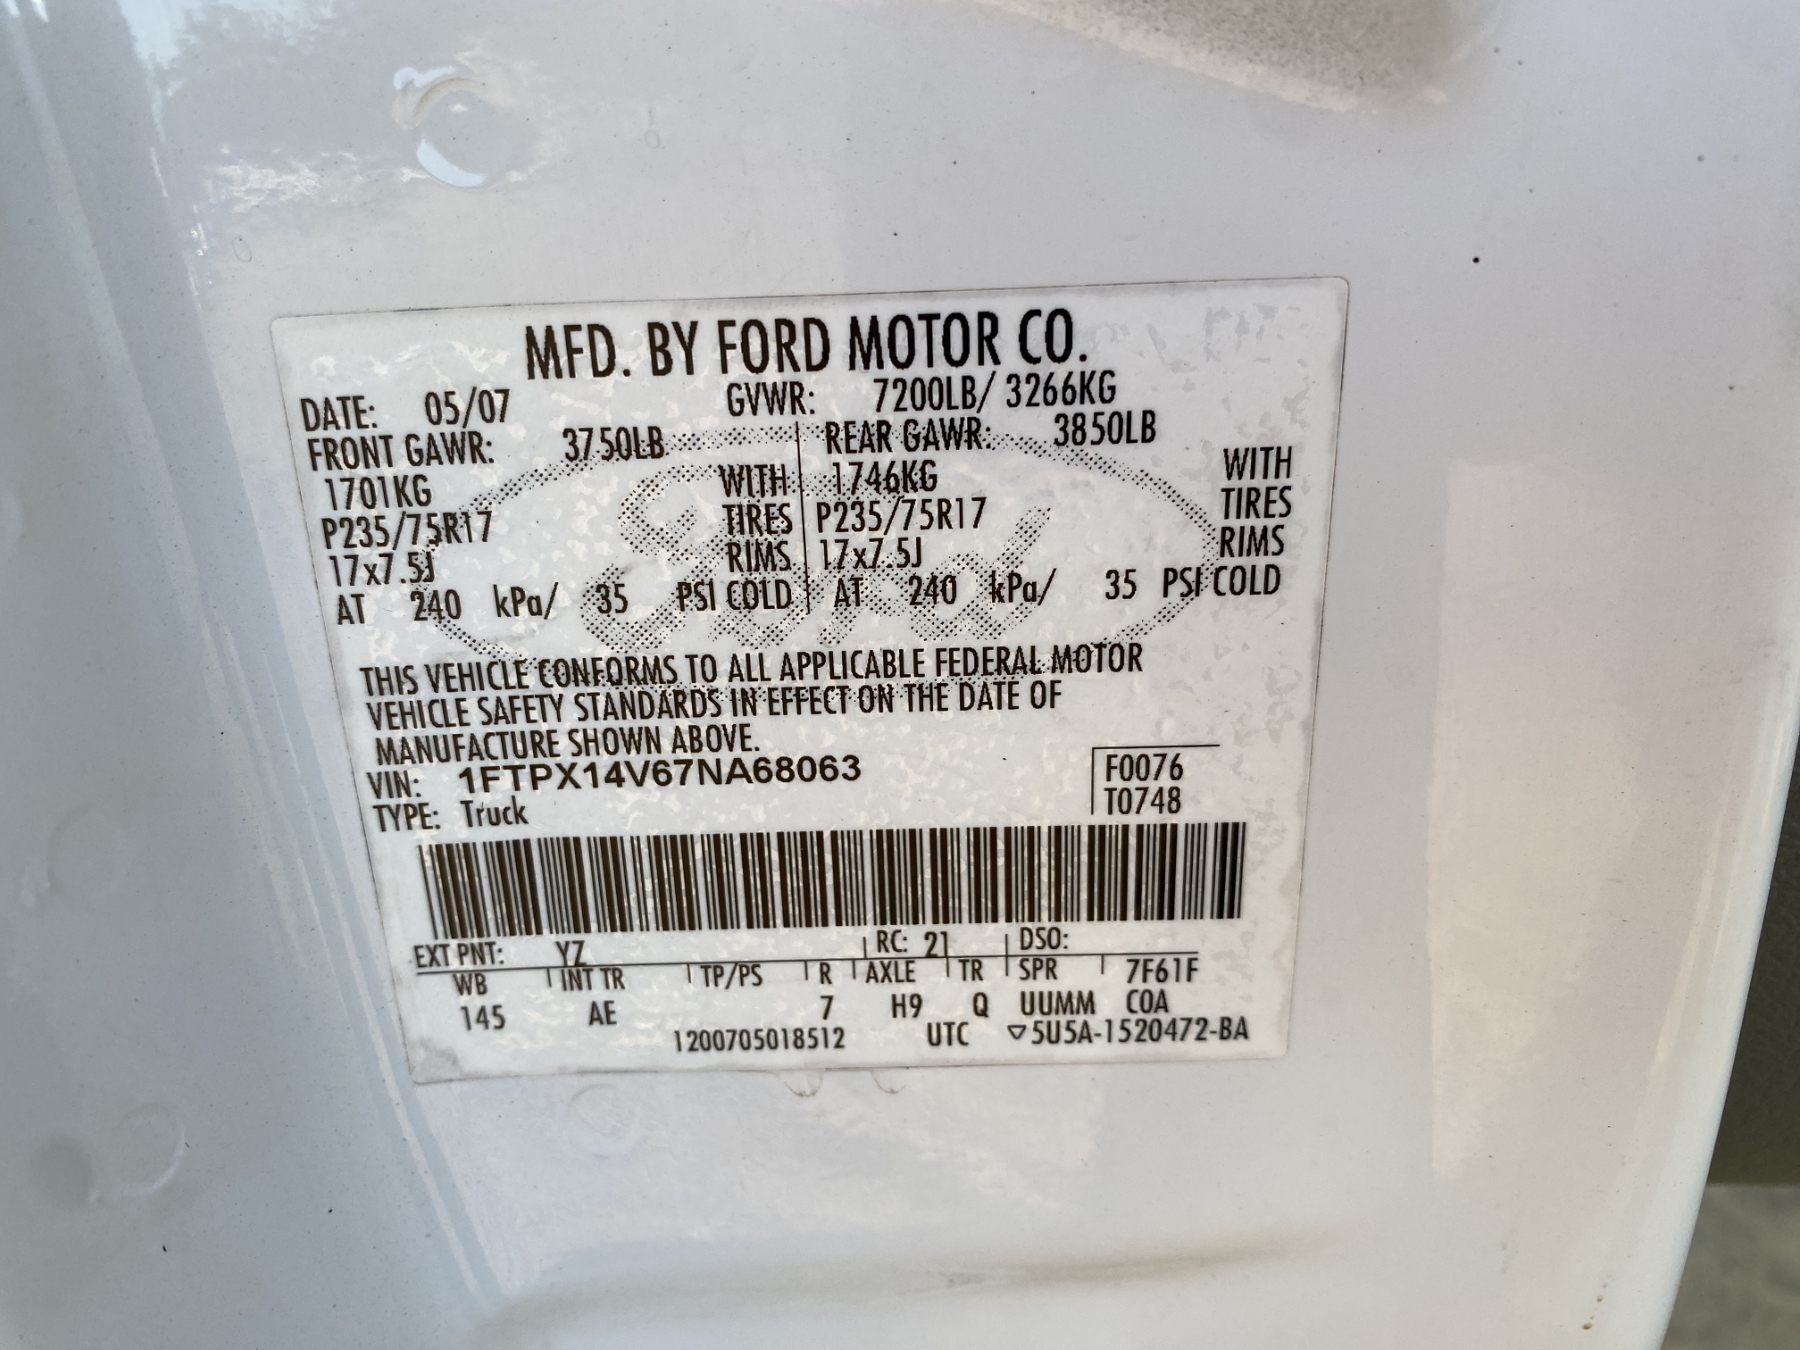 MFD. BY FORD MOTOR CO.
DATE: 05/07 GVWR: 7200LB/ 3266KG
FRONT GAWR: 3750LB REAR GAWR: 3850LB
1701KG WITH 1746KG WITH
P235/75R17 TIRES P235/75R17 TIRES
17x7.5J RIMS 17x7.5J RIMS
AT 240 kPa/ 35 PSI COLD AT 240 kPa/ 35 PSI COLD
Ford
THIS VEHICLE CONFORMS TO ALL APPLICABLE FEDERAL MOTOR
VEHICLE SAFETY STANDARDS IN EFFECT ON THE DATE OF
MANUFACTURE SHOWN ABOVE.
VIN: 1FTPX14V67NA68063 F0076
TYPE: Truck T0748
EXT PNT: YZ RC: 21 DSO:
WB INT TR TP/PS R AXLE TR SPR 7F61F
145 AE 7 H9 Q UUMM COA
1200705018512 UTC ▽5U5A-1520472-BA